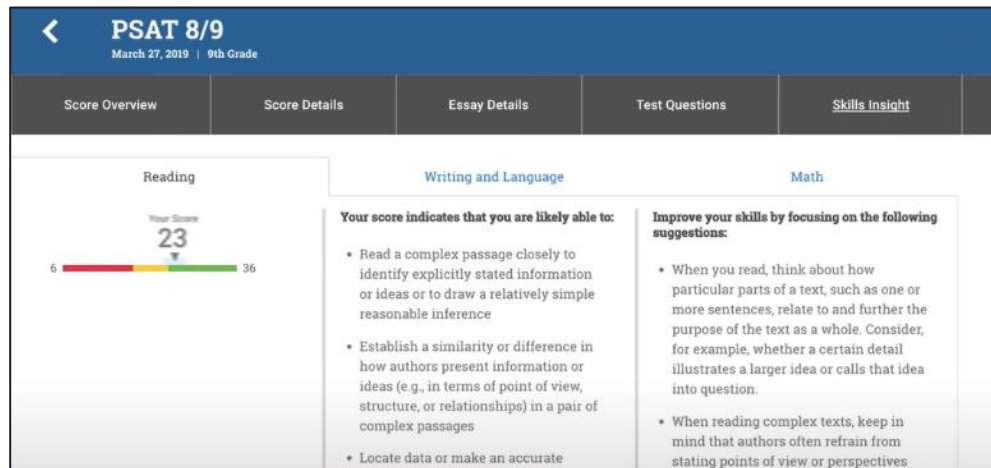 PSAT 8/9
March 27, 2019 | 9th Grade
Score Overview
Score Details
Essay Details
Test Questions
Skills Insight
Reading
Writing and Language
Math
Your Score
23
6
36
Your score indicates that you are likely able to:
• Read a complex passage closely to
identify explicitly stated information
or ideas or to draw a relatively simple
reasonable inference
• Establish a similarity or difference in
how authors present information or
ideas (e.g., in terms of point of view,
structure, or relationships) in a pair of
complex passages
• Locate data or make an accurate
Improve your skills by focusing on the following
suggestions:
• When you read, think about how
particular parts of a text, such as one or
more sentences, relate to and further the
purpose of the text as a whole. Consider,
for example, whether a certain detail
illustrates a larger idea or calls that idea
into question.
• When reading complex texts, keep in
mind that authors often refrain from
stating points of view or perspectives